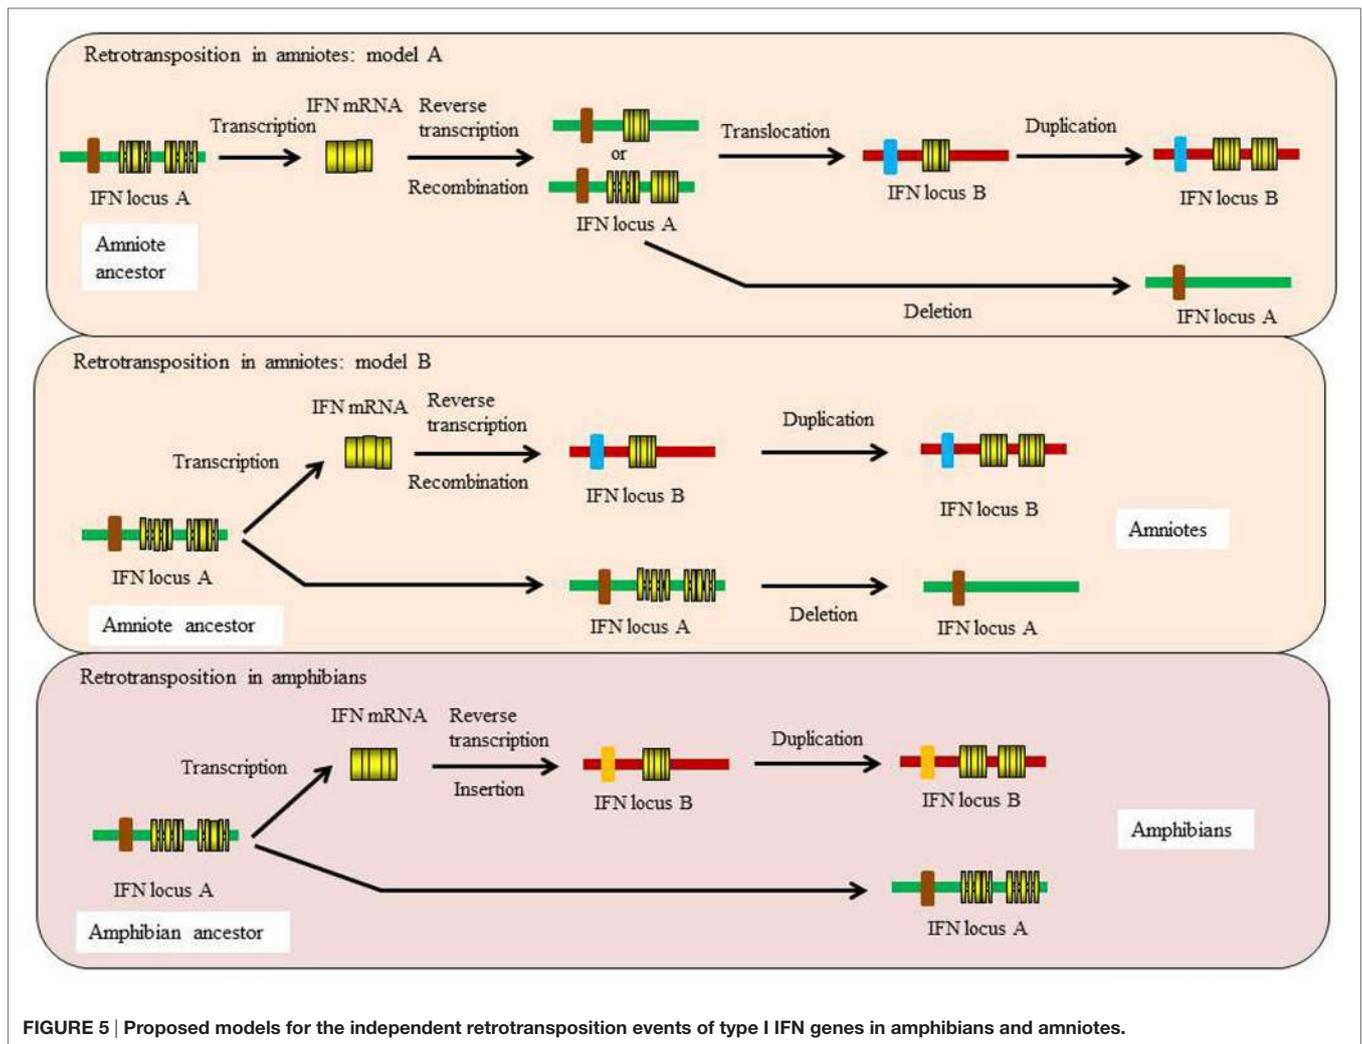 Retrotransposition in amniotes: model A
IFN mRNA
Reverse
transcription
Transcription
Recombination
or
Translocation
Duplication
IFN locus A
IFN locus A
IFN locus B
IFN locus B
Amniote
ancestor
Deletion
IFN locus A
Retrotransposition in amniotes: model B
IFN mRNA
Reverse
transcription
Duplication
Transcription
Recombination
IFN locus B
IFN locus B
Amniotes
IFN locus A
Amniote ancestor
IFN locus A
Deletion
IFN locus A
Retrotransposition in amphibians
IFN mRNA
Reverse
transcription
Duplication
Transcription
Insertion
IFN locus B
IFN locus B
Amphibians
IFN locus A
Amphibian ancestor
IFN locus A
FIGURE 5 | Proposed models for the independent retrotransposition events of type I IFN genes in amphibians and amniotes.